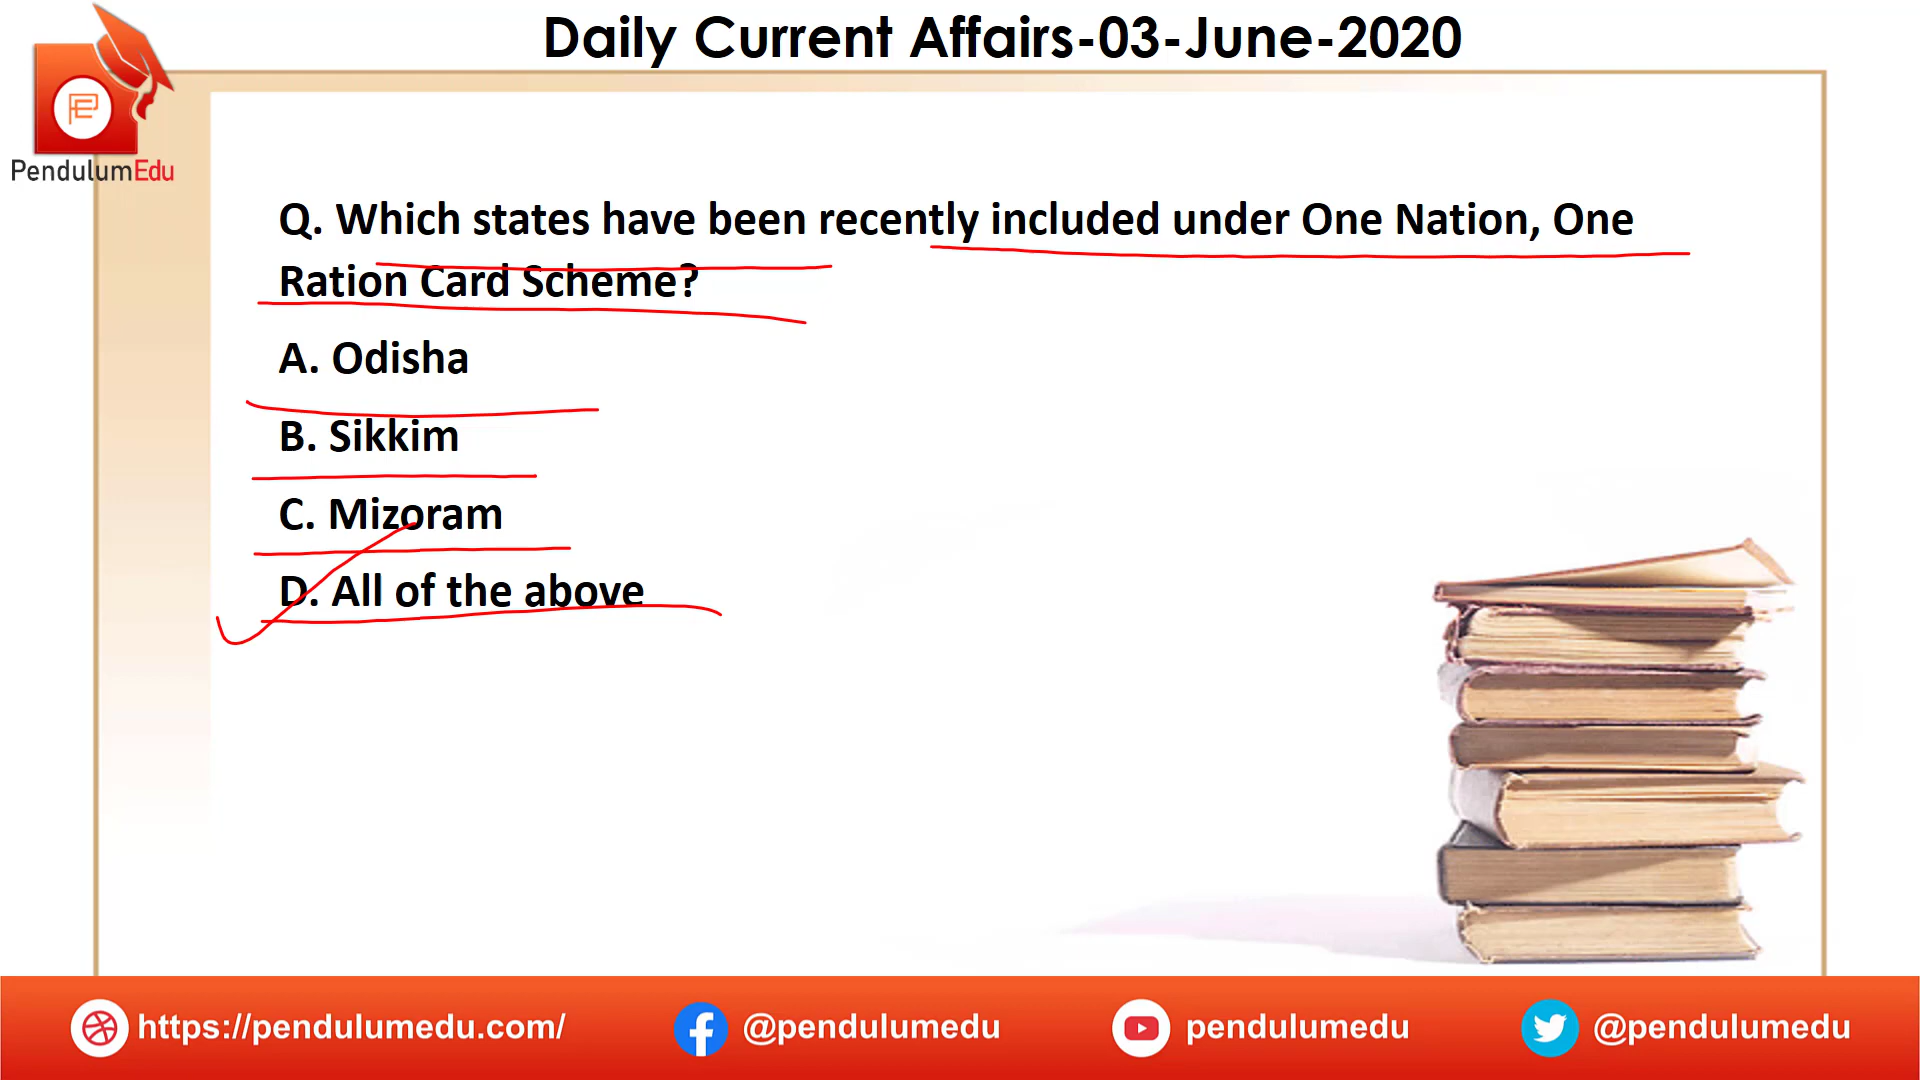 Daily Current Affairs-03-June-2020
PendulumEdu
Q. Which states have been recently included under One Nation, One
Ration Card Scheme?
A. Odisha
B. Sikkim
C. Mizoram
D. All of the above
https://pendulumedu.com/
@pendulumedu
pendulumedu
@pendulumedu